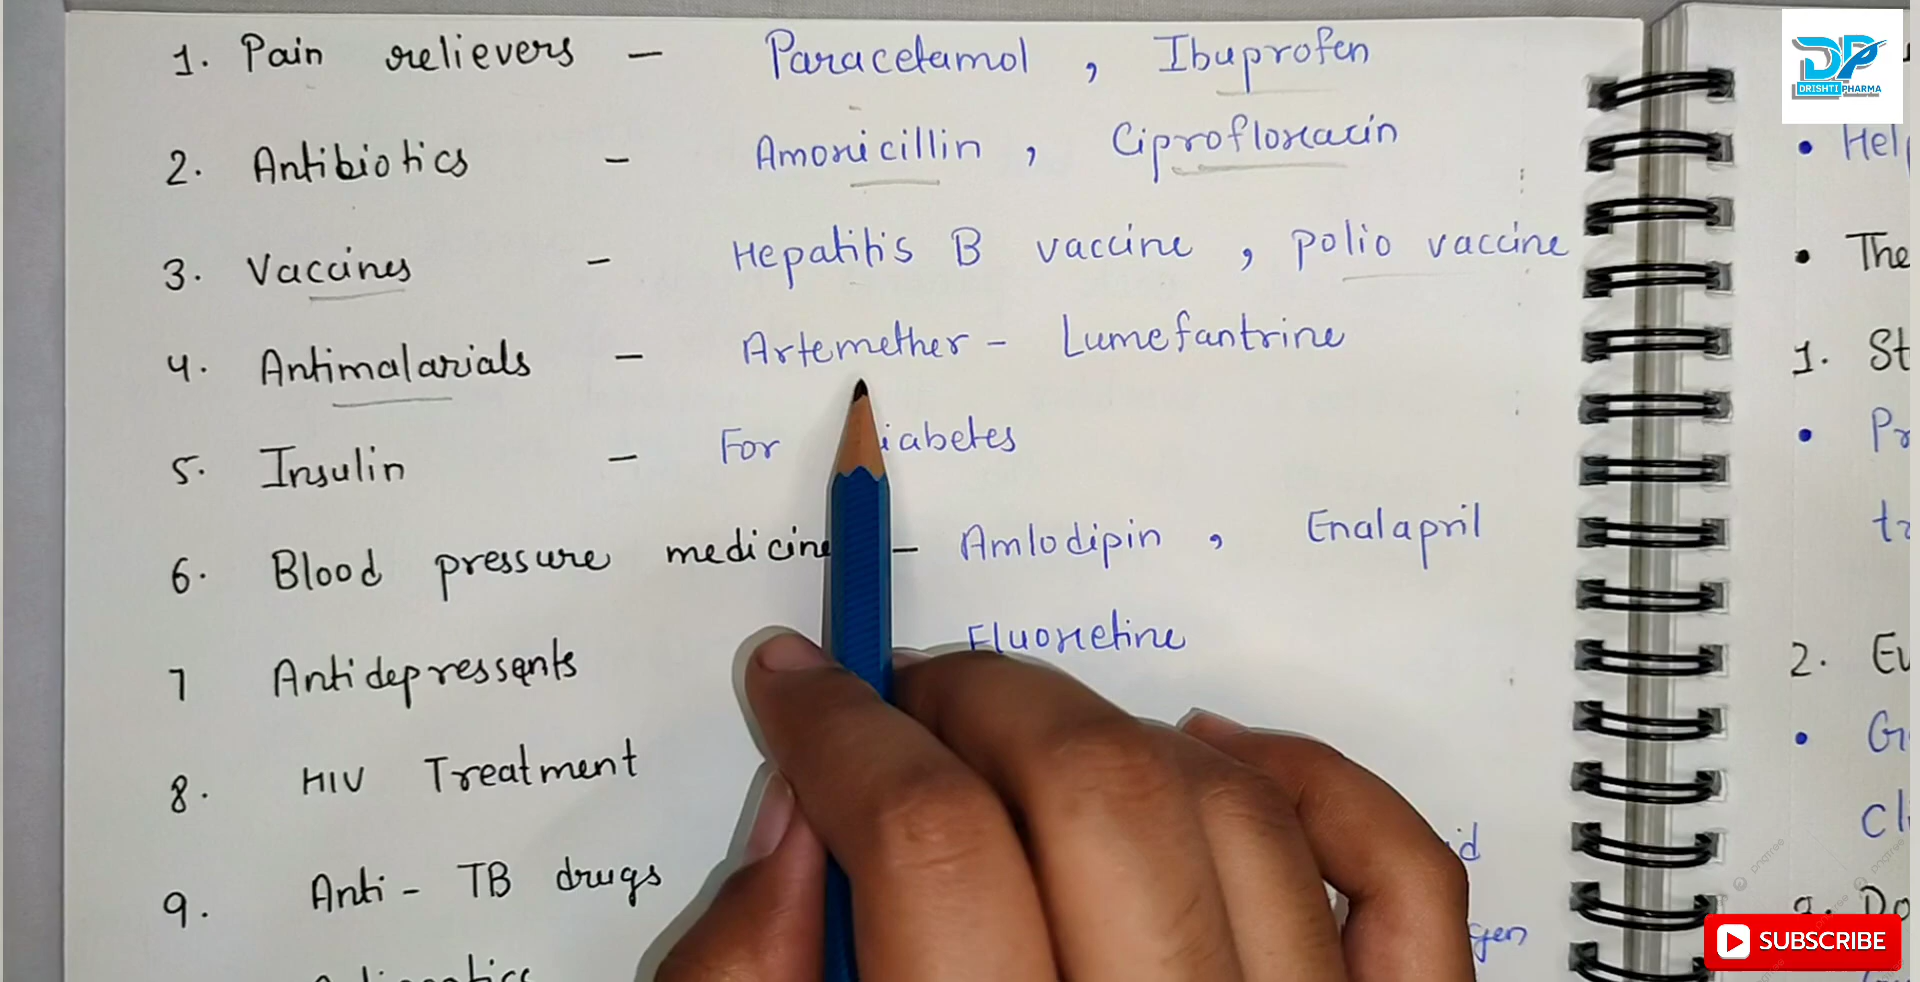 1. Pain relievers – Paracetamol, Ibuprofen
2. Antibiotics – Amoxicillin, Ciprofloxacin
3. Vaccines – Hepatitis B vaccine, polio vaccine
4. Antimalarials – Artemether - Lumefantrine
5. Insulin – For iabetes
6. Blood pressure medicine – Amlodipin, Enalapril
7 Antidepressants Fluoxetine
8. HIV Treatment
9. Anti - TB drugs
DP
DRISHTI PHARMA
• Hel
• The
1. St
• Pr
2. Ev
•
cl
SUBSCRIBE